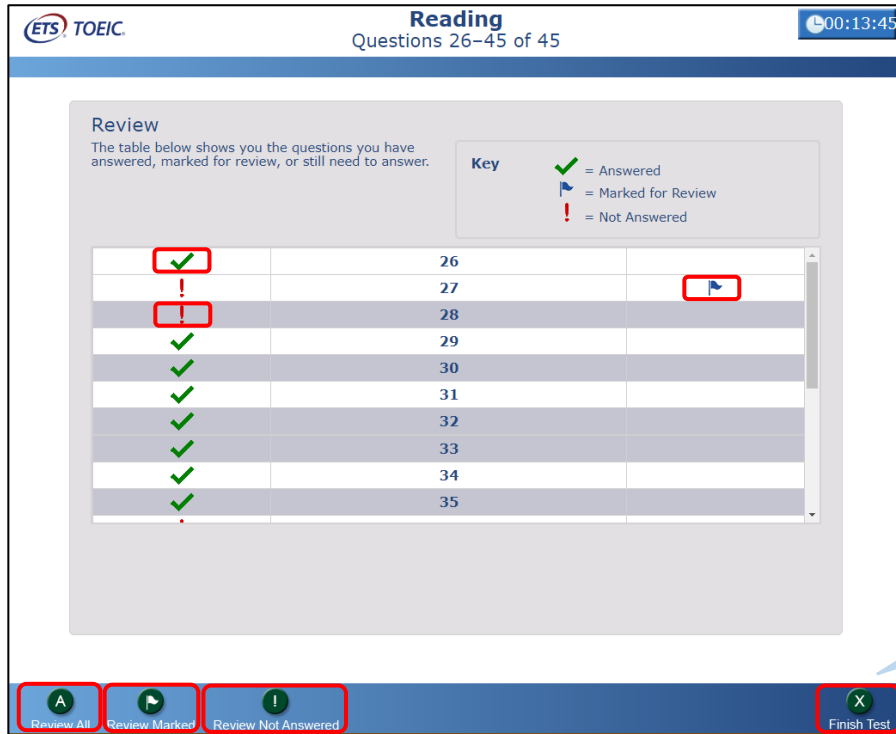 ETS TOEIC.
Reading
Questions 26–45 of 45
00:13:45
Review
The table below shows you the questions you have
answered, marked for review, or still need to answer.
Key
= Answered
= Marked for Review
! = Not Answered
26
! 27
! 28
29
30
31
32
33
34
35
A
Review All
Review Marked
!
Review Not Answered
X
Finish Test